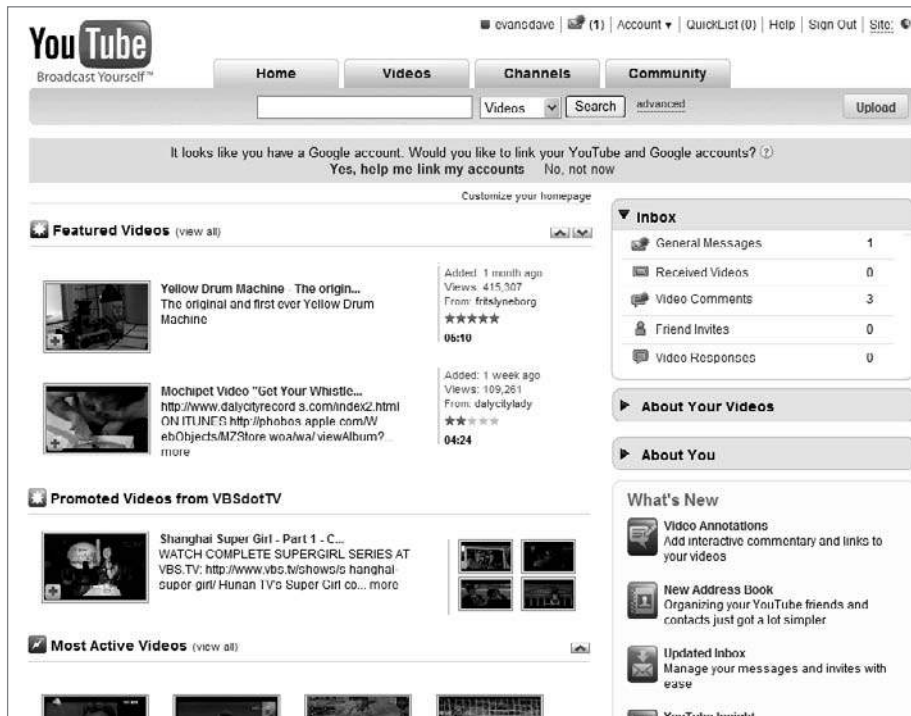 evansdave | (1) | Account ▾ | QuickList (0) | Help | Sign Out | Site:
YouTube
Broadcast Yourself™
Home Videos Channels Community
Videos Search advanced Upload
It looks like you have a Google account. Would you like to link your YouTube and Google accounts? (?)
Yes, help me link my accounts No, not now
Customize your homepage
Featured Videos (view all)
Yellow Drum Machine - The origin...
The original and first ever Yellow Drum
Machine
Added: 1 month ago
Views: 415,307
From: fritslyneborg
★★★★★
05:10
Mochipet Video "Get Your Whistle...
http://www.dalycityrecord s.com/index2.html
ON ITUNES http://phobos.apple.com/W
ebObjects/MZStore.woa/wa/ viewAlbum?...
more
Added: 1 week ago
Views: 109,261
From: dalycitylady
04:24
Promoted Videos from VBSdotTV
Shanghai Super Girl - Part 1 - C...
WATCH COMPLETE SUPERGIRL SERIES AT
VBS.TV: http://www.vbs.tv/shows/s hanghai-
super-girl/ Hunan TV's Super Girl co... more
Most Active Videos (view all)
Inbox
General Messages 1
Received Videos 0
Video Comments 3
Friend Invites 0
Video Responses 0
About Your Videos
About You
What's New
Video Annotations
Add interactive commentary and links to
your videos
New Address Book
Organizing your YouTube friends and
contacts just got a lot simpler
Updated Inbox
Manage your messages and invites with
ease
YouTube Insight